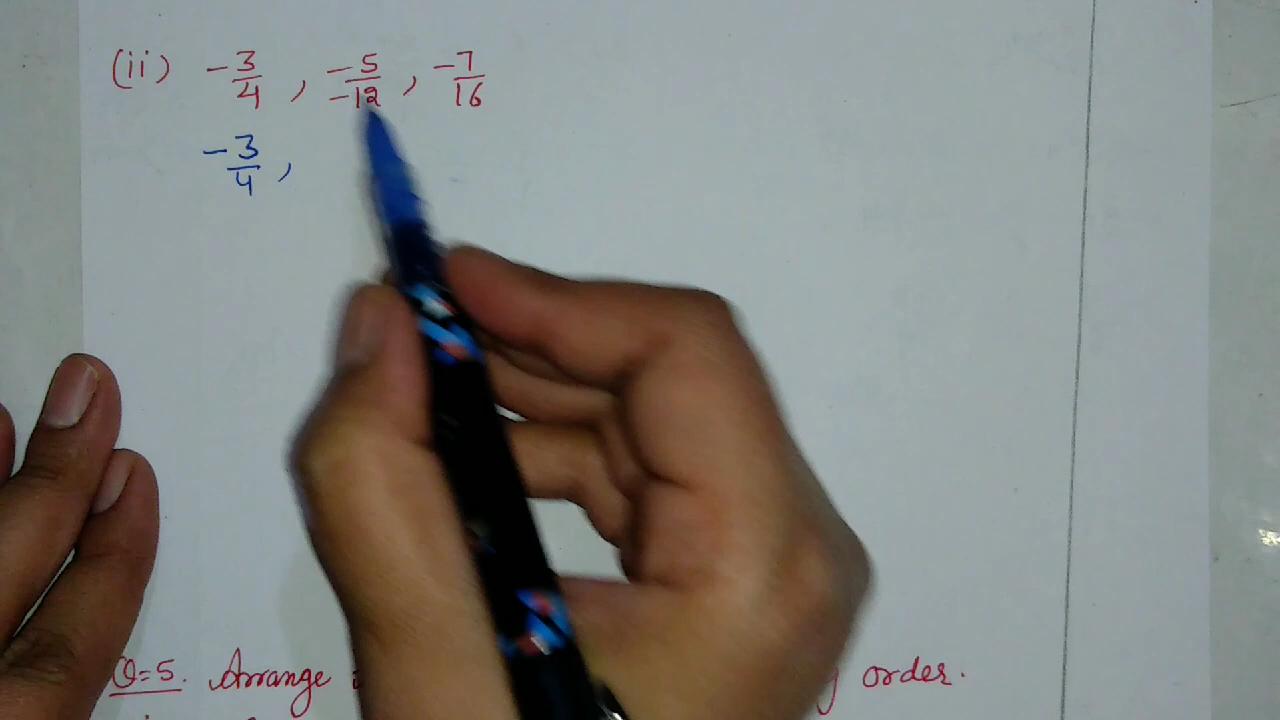 (ii) -3/4 , -5/-12 , -7/16
-3/4 ,
Q=5. Arrange order.